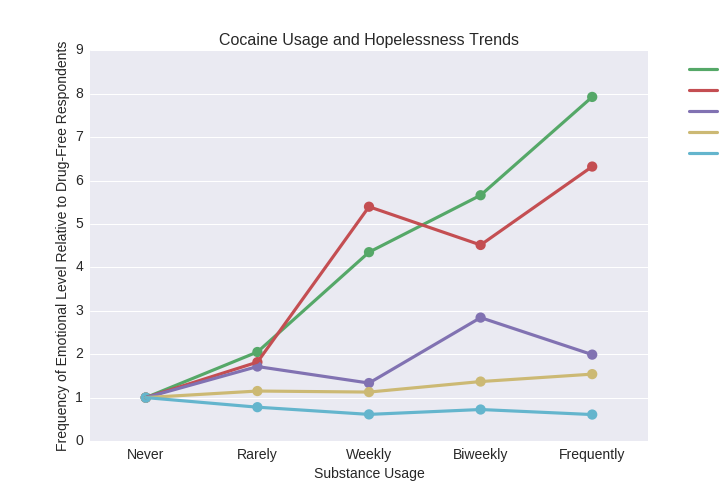 Cocaine Usage and Hopelessness Trends
Frequency of Emotional Level Relative to Drug-Free Respondents
9
8
7
6
5
4
3
2
1
0
Never Rarely Weekly Biweekly Frequently
Substance Usage